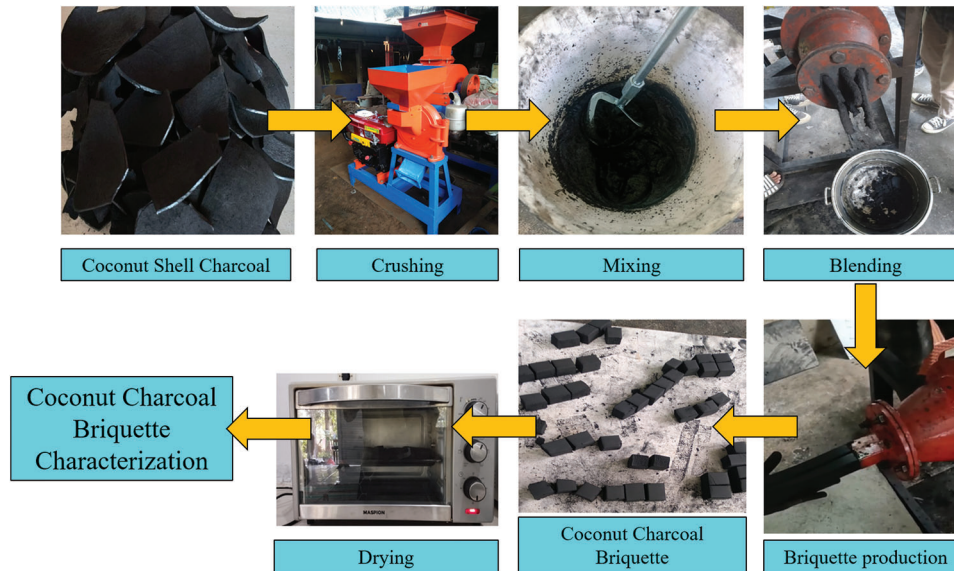 Coconut Shell Charcoal
Crushing
Mixing
Blending
Briquette production
Coconut Charcoal
Briquette
Drying
MASPION
Coconut Charcoal
Briquette
Characterization